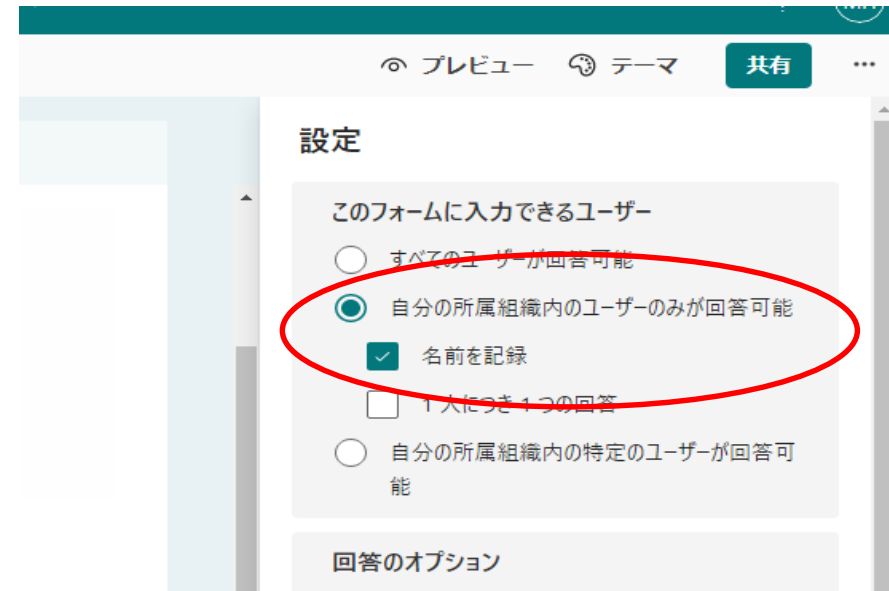 プレビュー テーマ 共有 …
設定
このフォームに入力できるユーザー
すべてのユーザーが回答可能
自分の所属組織内のユーザーのみが回答可能
名前を記録
1 人につき 1 つの回答
自分の所属組織内の特定のユーザーが回答可
能
回答のオプション